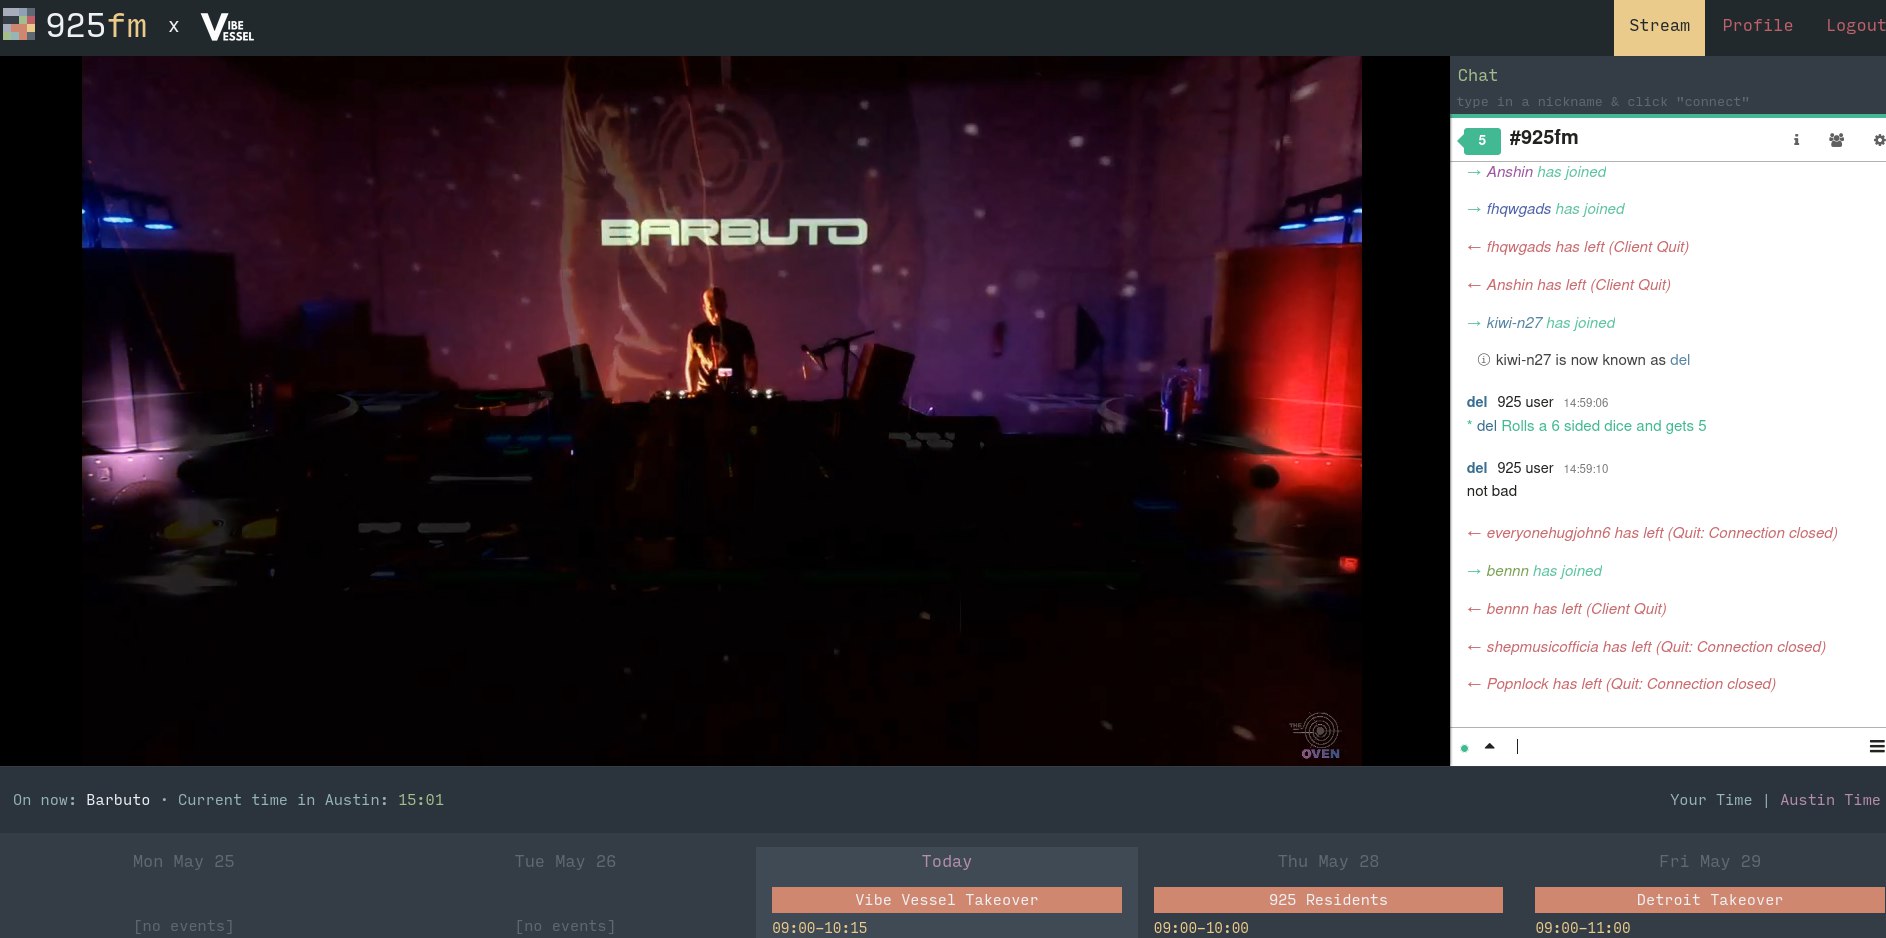 925fm x VIBE VESSEL
Stream Profile Logout
Chat
type in a nickname & click "connect"
5 #925fm
→ Anshin has joined
→ fhqwgads has joined
← fhqwgads has left (Client Quit)
← Anshin has left (Client Quit)
→ kiwi-n27 has joined
kiwi-n27 is now known as del
del 925 user 14:59:06
* del Rolls a 6 sided dice and gets 5
del 925 user 14:59:10
not bad
← everyonehugjohn6 has left (Quit: Connection closed)
→ bennn has joined
← bennn has left (Client Quit)
← shepmusicofficia has left (Quit: Connection closed)
← Popnlock has left (Quit: Connection closed)
BARBUTO
THE
OVEN
On now: Barbuto · Current time in Austin: 15:01
Your Time | Austin Time
Mon May 25
[no events]
Tue May 26
[no events]
Today
Vibe Vessel Takeover
09:00–10:15
Thu May 28
925 Residents
09:00–10:00
Fri May 29
Detroit Takeover
09:00–11:00